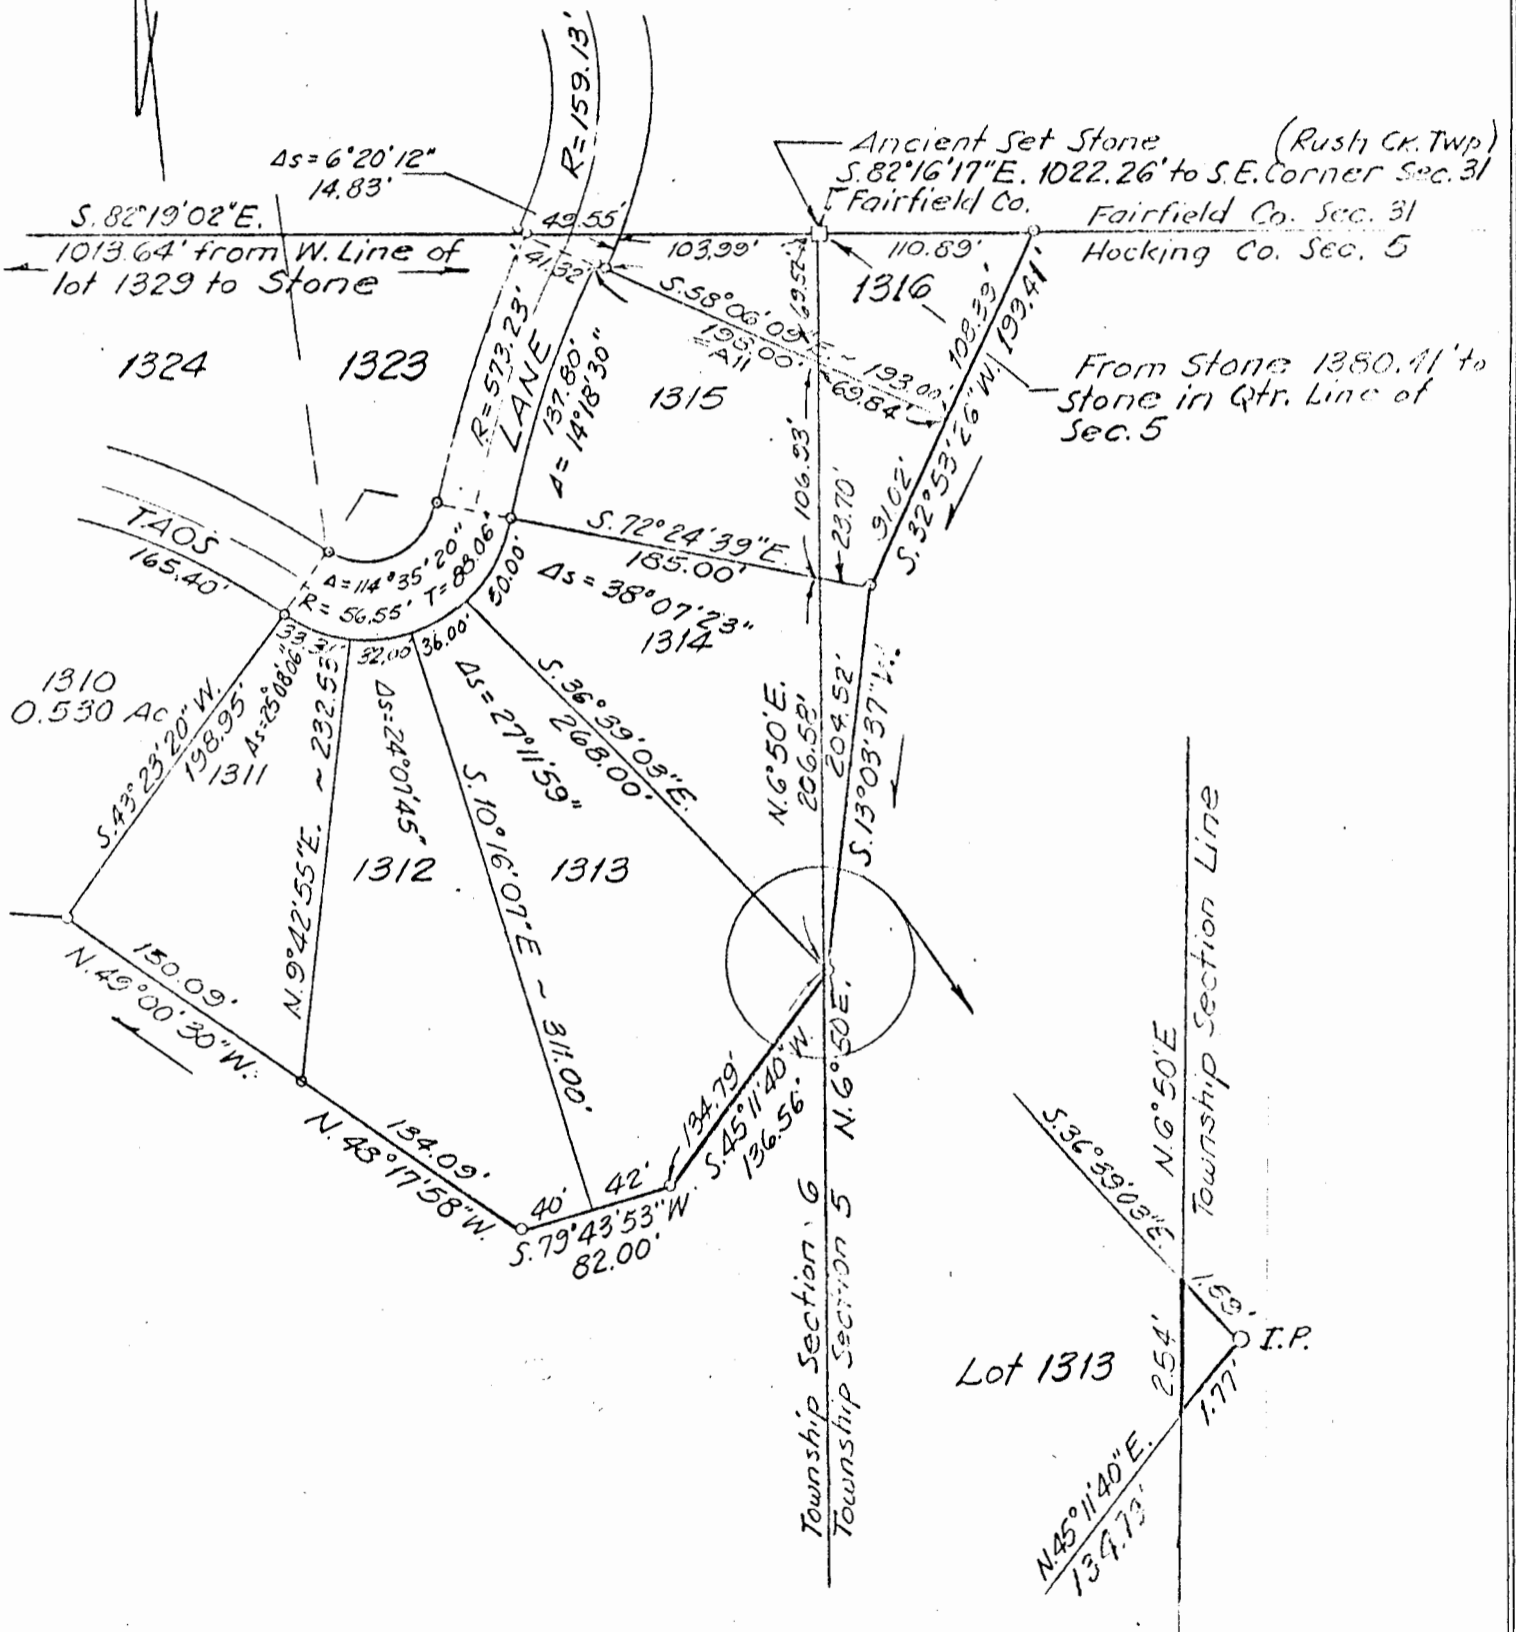 R=159.13'
Δs=6°20'12"
14.83'
Ancient Set Stone
(Rush Cr. Twp)
S.82°16'17"E. 1022.26' to S.E. Corner Sec. 31
Fairfield Co.
S.82°19'02"E.
49.55'
Fairfield Co. Sec. 31
1013.64' from W. Line of
lot 1329 to Stone
41.32'
103.99'
110.89'
Hocking Co. Sec. 5
1316
69.52'
S.58°06'09"E. ~
193.00'
=All
193.00'
69.84'
108.39'
199.41'
S.32°53'26"W.
91.02'
From Stone 1380.41' to
stone in Qtr. Line of
Sec. 5
1324
1323
R=573.23'
LANE
137.80'
Δ=14°18'30"
1315
106.93'
23.70'
TAOS
165.40'
S.72°24'39"E.
185.00'
Δ=114°35'20"
R=56.55' T=88.06'
50.00'
Δs=38°07'23"
1314
33.31'
32.00'
36.00'
1310
0.530 Ac
S.43°23'20"W.
198.95'
Δs=25°08'06"
1311
N.9°42'55"E. ~ 232.53'
Δs=24°07'45"
1312
S.10°16'07"E ~ 311.00'
Δs=27°11'59"
1313
S.36°39'03"E.
268.00'
N.6°50'E.
206.52'
204.52'
S.13°03'37"W.
150.09'
N.49°00'30"W.
134.09'
N.43°17'58"W.
40'
42'
S.79°43'53"W.
82.00'
134.79'
S.45°11'40"W.
136.56'
N.6°50'E.
Township Section 6
Township Section 5
N.6°50'E
Township Section Line
S.36°39'03"E.
I.P.
2.54'
1.77'
Lot 1313
N.45°11'40"E.